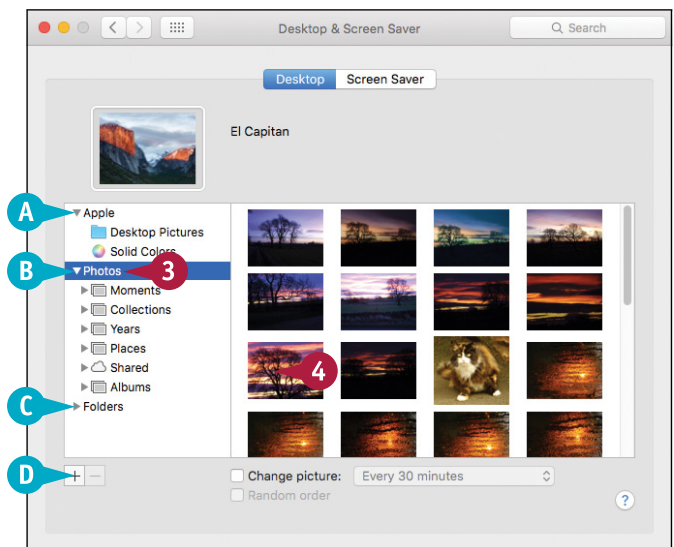 Desktop & Screen Saver
Search
Desktop Screen Saver
El Capitan
A
Apple
Desktop Pictures
Solid Colors
B
Photos
3
Moments
Collections
Years
Places
Shared
4
Albums
C
Folders
D
+ −
Change picture: Every 30 minutes
Random order
?